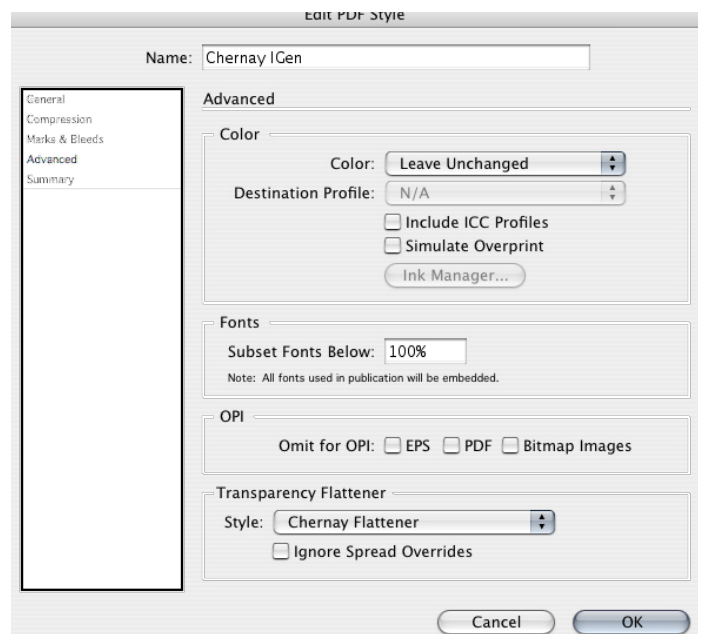 Edit PDF Style
Name: Chernay IGen
General
Compression
Marks & Bleeds
Advanced
Summary
Advanced
Color
Color: Leave Unchanged
Destination Profile: N/A
Include ICC Profiles
Simulate Overprint
Ink Manager...
Fonts
Subset Fonts Below: 100%
Note: All fonts used in publication will be embedded.
OPI
Omit for OPI: EPS PDF Bitmap Images
Transparency Flattener
Style: Chernay Flattener
Ignore Spread Overrides
Cancel OK